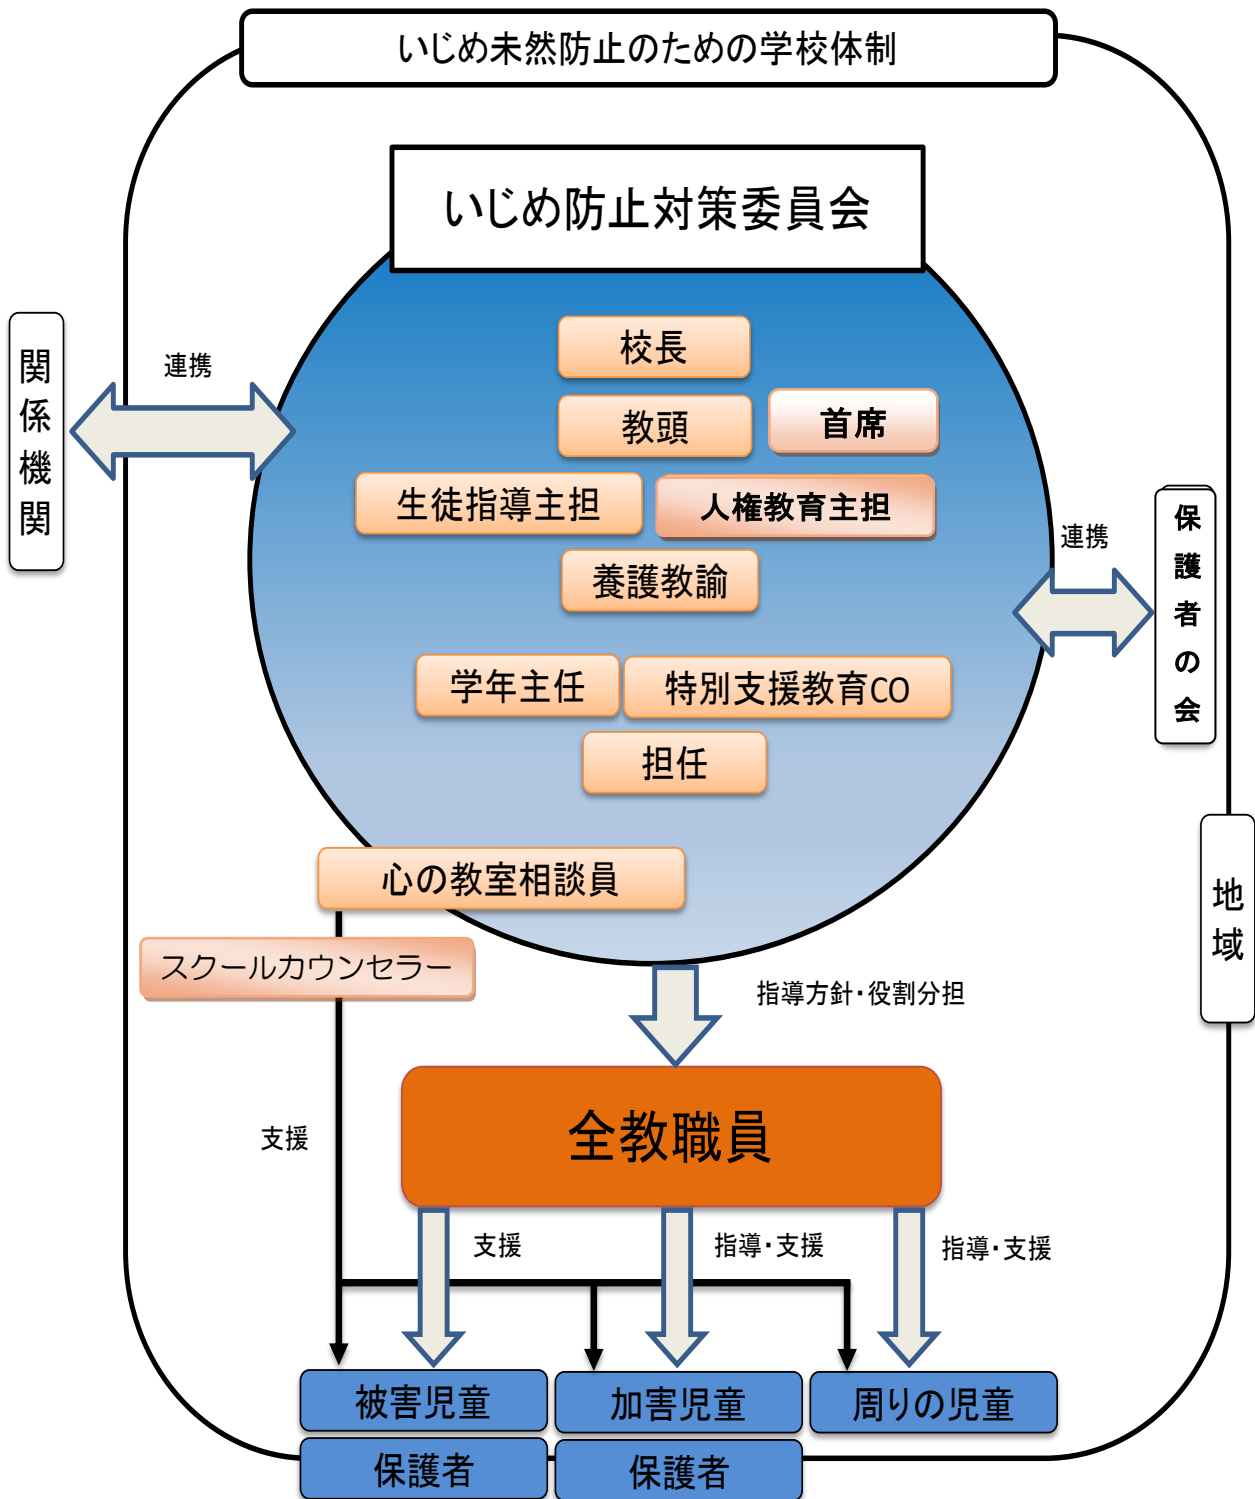 いじめ未然防止のための学校体制
いじめ防止対策委員会
校長
教頭
首席
生徒指導主担
人権教育主担
養護教諭
学年主任
特別支援教育CO
担任
心の教室相談員
スクールカウンセラー
関係機関
連携
連携
保護者の会
地域
指導方針・役割分担
全教職員
支援
支援
指導・支援
指導・支援
被害児童
加害児童
周りの児童
保護者
保護者